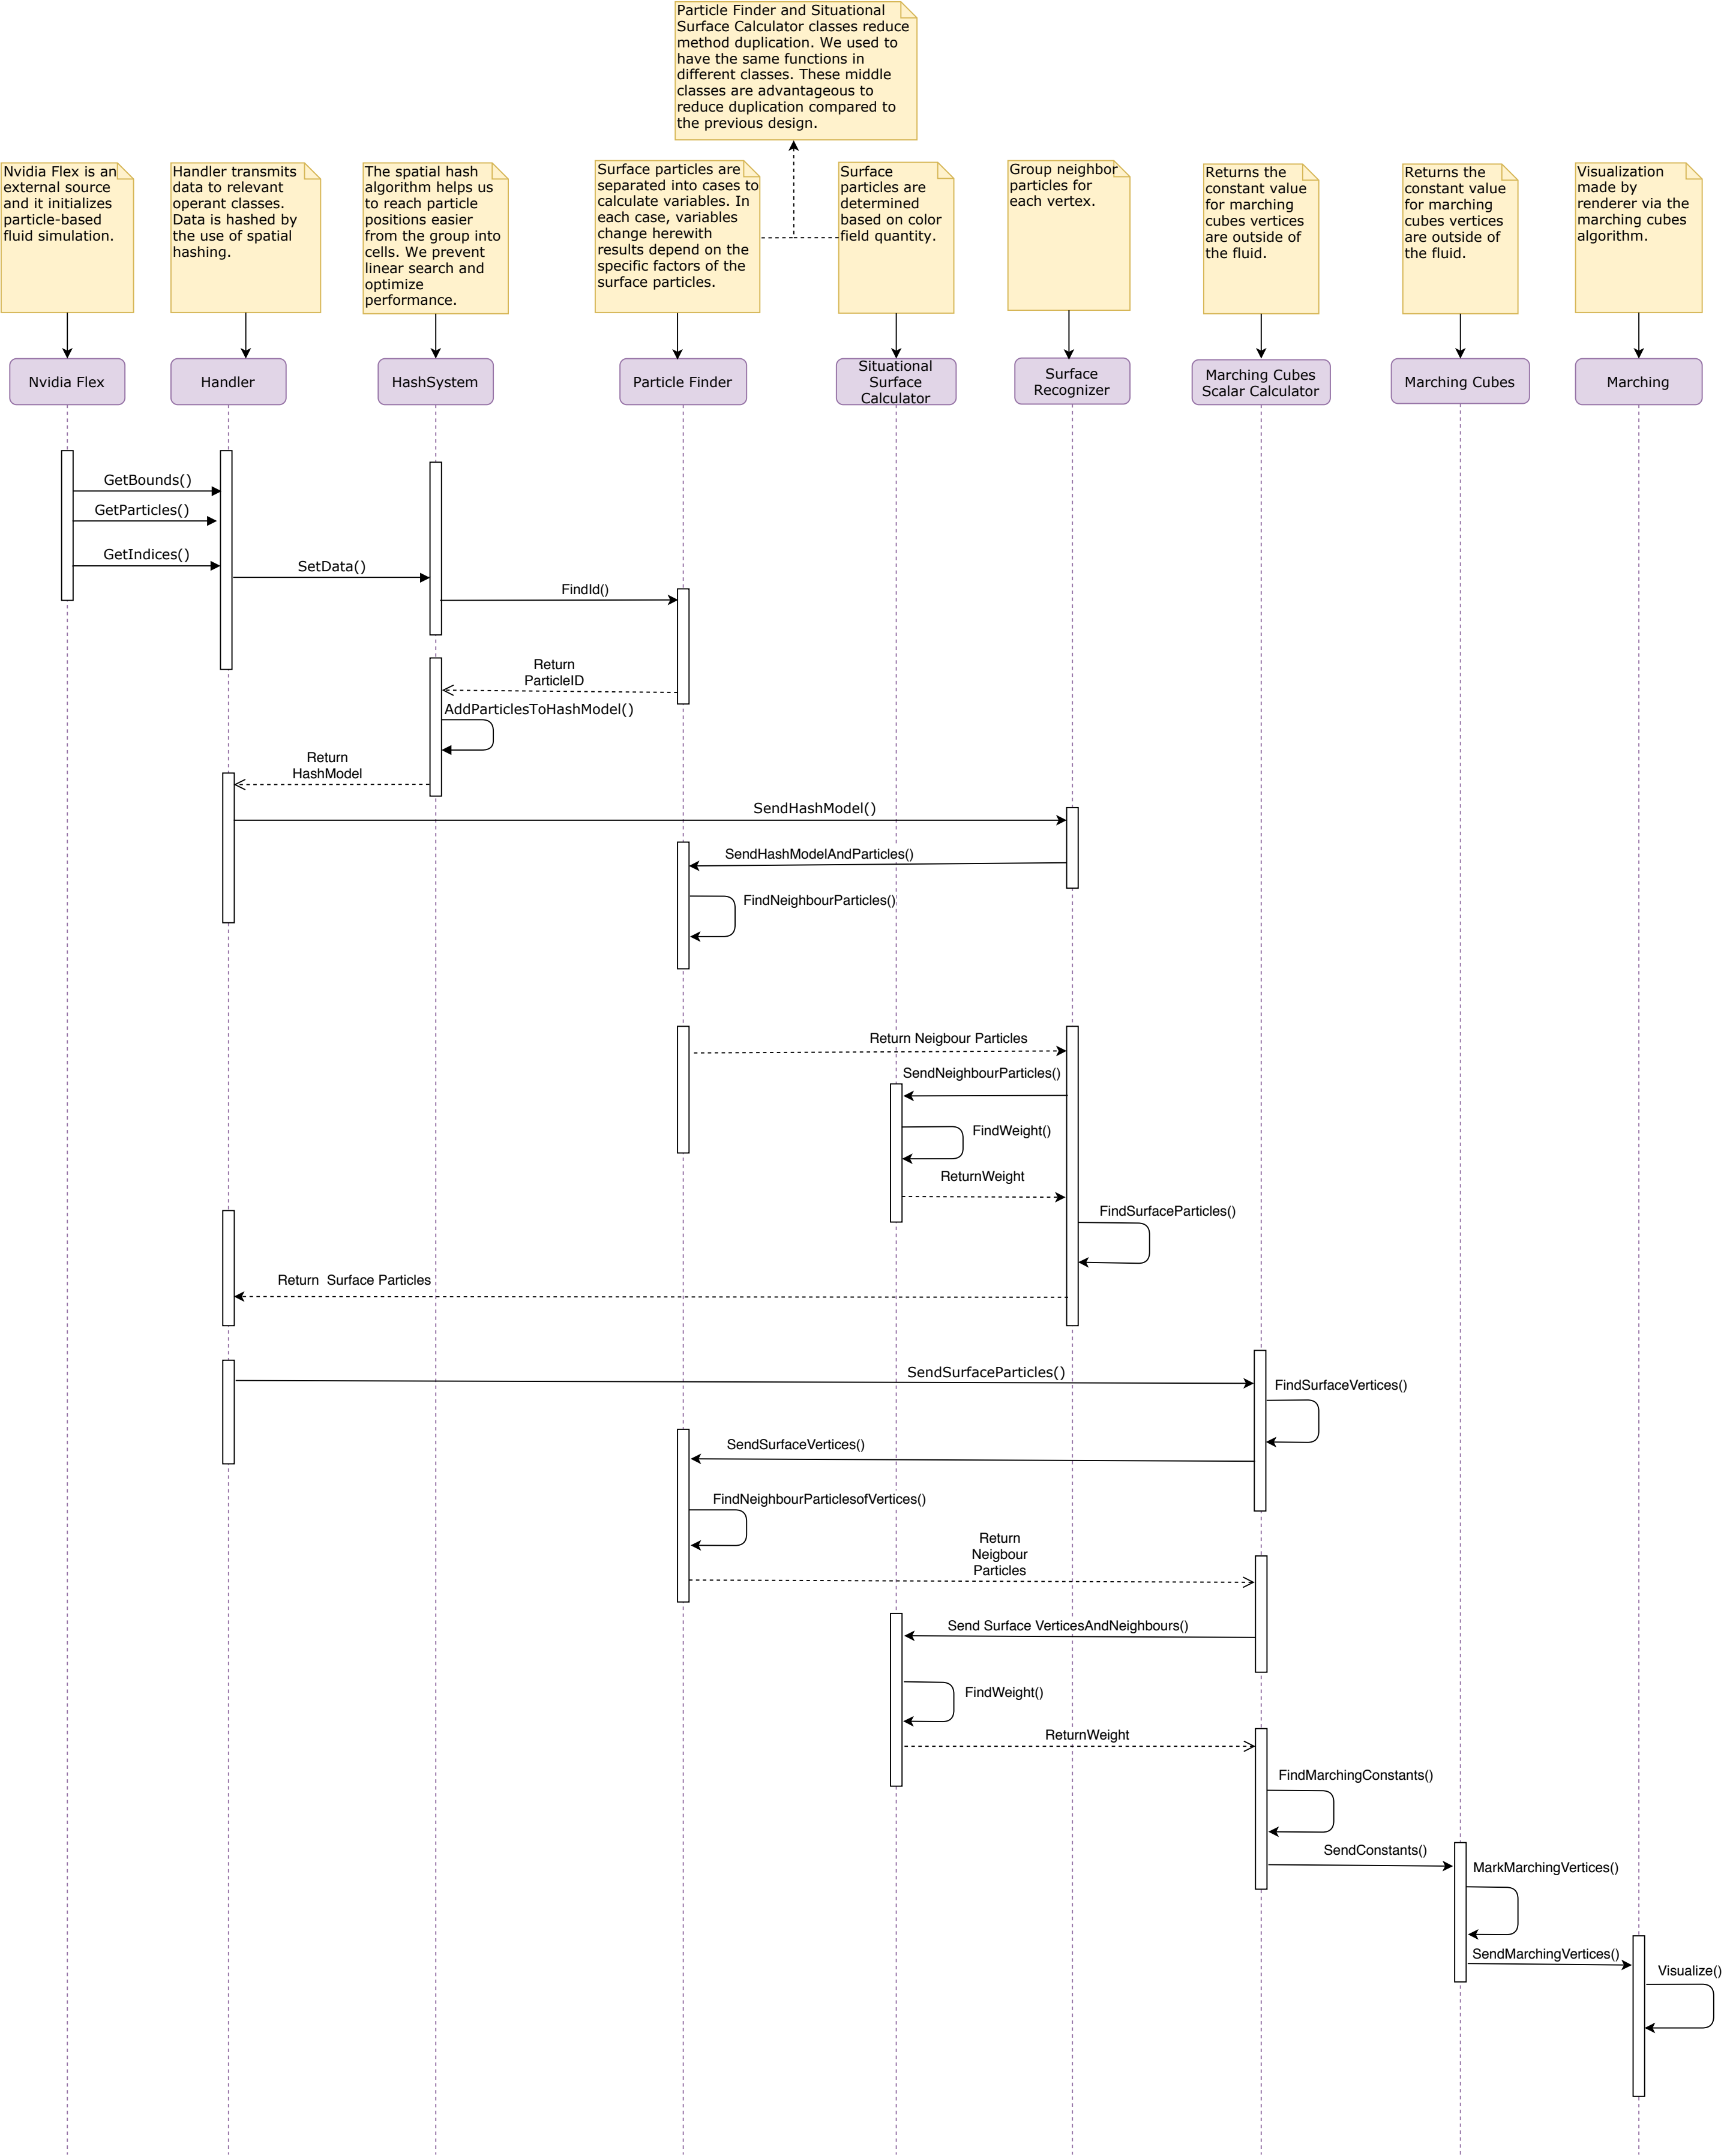 Particle Finder and Situational
Surface Calculator classes reduce
method duplication. We used to
have the same functions in
different classes. These middle
classes are advantageous to
reduce duplication compared to
the previous design.
Nvidia Flex is an
external source
and it initializes
particle-based
fluid simulation.
Handler transmits
data to relevant
operant classes.
Data is hashed by
the use of spatial
hashing.
The spatial hash
algorithm helps us
to reach particle
positions easier
from the group into
cells. We prevent
linear search and
optimize
performance.
Surface particles are
separated into cases to
calculate variables. In
each case, variables
change herewith
results depend on the
specific factors of the
surface particles.
Surface
particles are
determined
based on color
field quantity.
Group neighbor
particles for
each vertex.
Returns the
constant value
for marching
cubes vertices
are outside of
the fluid.
Returns the
constant value
for marching
cubes vertices
are outside of
the fluid.
Visualization
made by
renderer via the
marching cubes
algorithm.
Nvidia Flex
Handler
HashSystem
Particle Finder
Situational
Surface
Calculator
Surface
Recognizer
Marching Cubes
Scalar Calculator
Marching Cubes
Marching
GetBounds()
GetParticles()
GetIndices()
SetData()
FindId()
Return
ParticleID
AddParticlesToHashModel()
Return
HashModel
SendHashModel()
SendHashModelAndParticles()
FindNeighbourParticles()
Return Neigbour Particles
SendNeighbourParticles()
FindWeight()
ReturnWeight
FindSurfaceParticles()
Return  Surface Particles
SendSurfaceParticles()
FindSurfaceVertices()
SendSurfaceVertices()
FindNeighbourParticlesofVertices()
Return
Neigbour
Particles
Send Surface VerticesAndNeighbours()
FindWeight()
ReturnWeight
FindMarchingConstants()
SendConstants()
MarkMarchingVertices()
SendMarchingVertices()
Visualize()